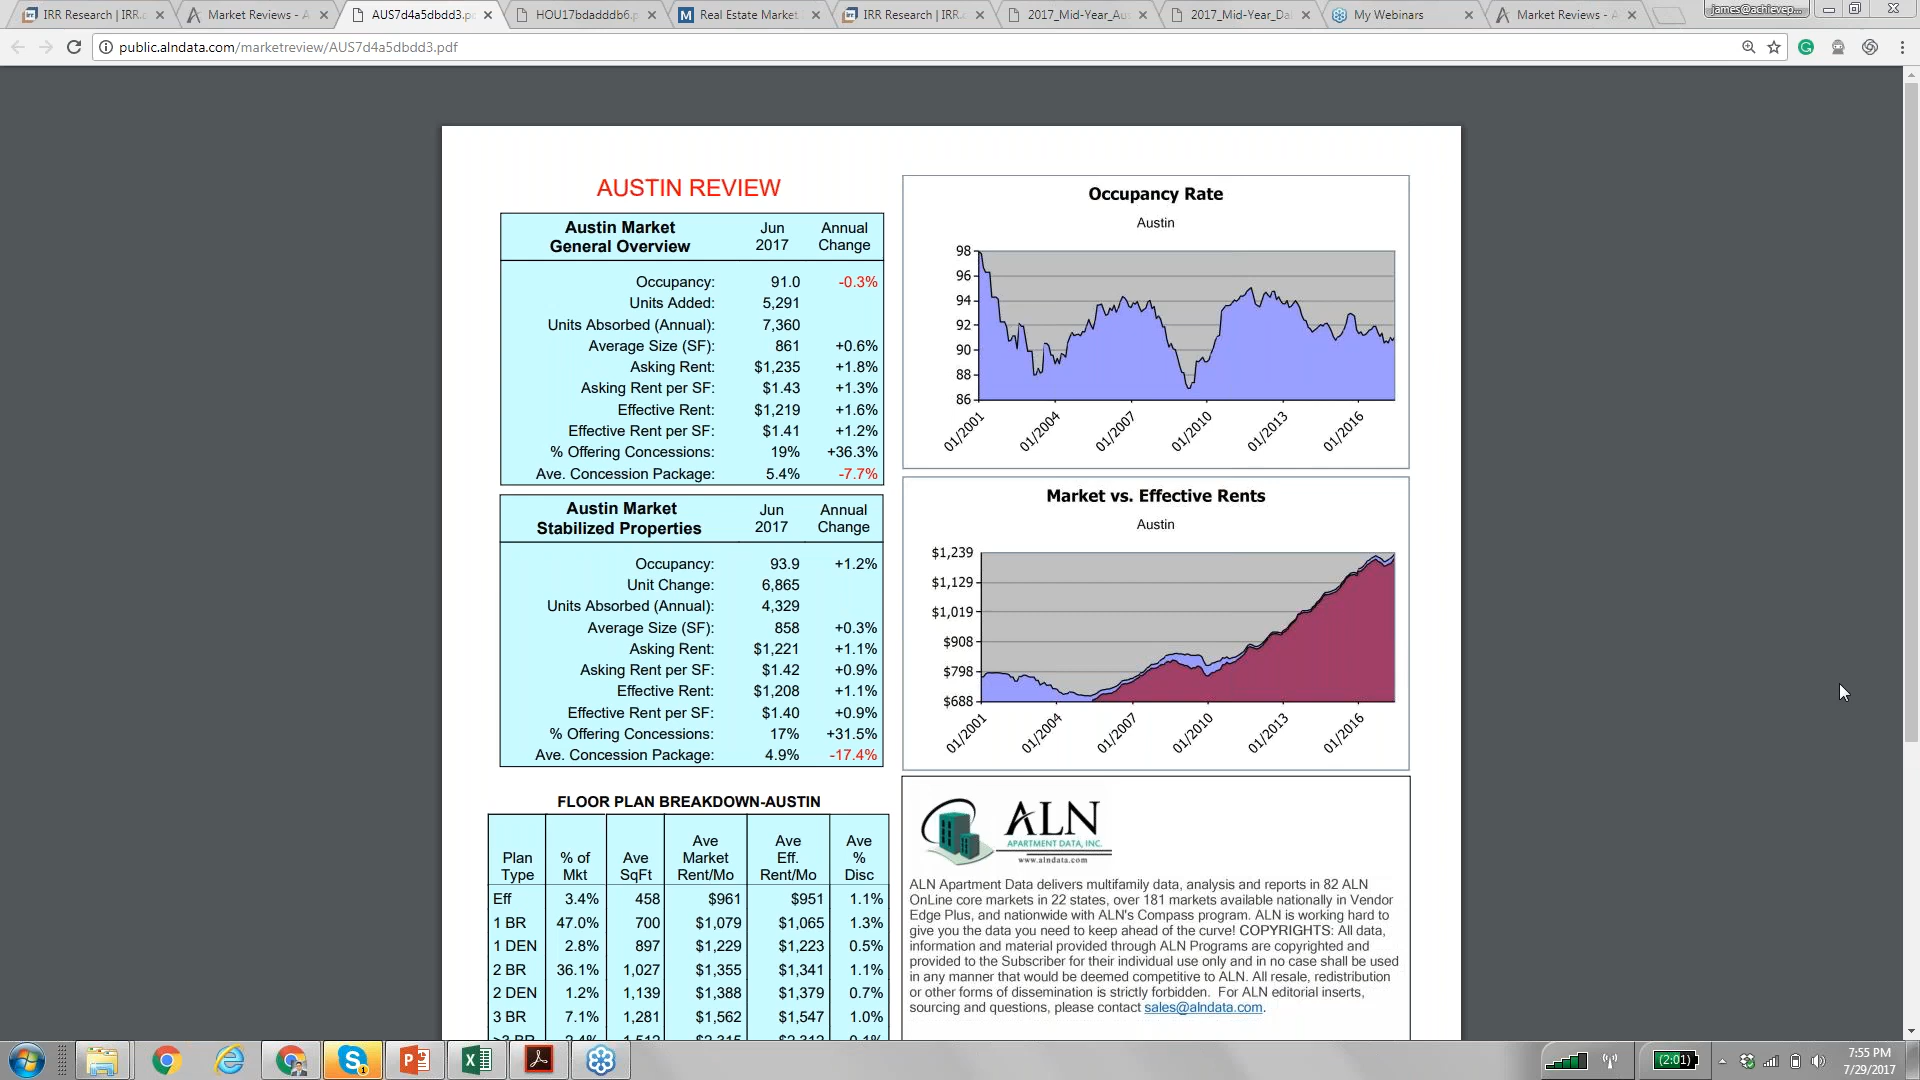 IRR Research | IRR.c
Market Reviews - A
AUS7d4a5dbdd3.p
HOU17bdadddb6.p
Real Estate Market
IRR Research | IRR.
2017_Mid-Year_Au
2017_Mid-Year_Da
My Webinars
Market Reviews - A
james@achievep...
public.alndata.com/marketreview/AUS7d4a5dbdd3.pdf
AUSTIN REVIEW
Austin Market General Overview Jun 2017 Annual Change
Occupancy: 91.0 -0.3%
Units Added: 5,291
Units Absorbed (Annual): 7,360
Average Size (SF): 861 +0.6%
Asking Rent: $1,235 +1.8%
Asking Rent per SF: $1.43 +1.3%
Effective Rent: $1,219 +1.6%
Effective Rent per SF: $1.41 +1.2%
% Offering Concessions: 19% +36.3%
Ave. Concession Package: 5.4% -7.7%
Austin Market Stabilized Properties Jun 2017 Annual Change
Occupancy: 93.9 +1.2%
Unit Change: 6,865
Units Absorbed (Annual): 4,329
Average Size (SF): 858 +0.3%
Asking Rent: $1,221 +1.1%
Asking Rent per SF: $1.42 +0.9%
Effective Rent: $1,208 +1.1%
Effective Rent per SF: $1.40 +0.9%
% Offering Concessions: 17% +31.5%
Ave. Concession Package: 4.9% -17.4%
FLOOR PLAN BREAKDOWN-AUSTIN
Plan Type % of Mkt Ave SqFt Ave Market Rent/Mo Ave Eff. Rent/Mo Ave % Disc
Eff 3.4% 458 $961 $951 1.1%
1 BR 47.0% 700 $1,079 $1,065 1.3%
1 DEN 2.8% 897 $1,229 $1,223 0.5%
2 BR 36.1% 1,027 $1,355 $1,341 1.1%
2 DEN 1.2% 1,139 $1,388 $1,379 0.7%
3 BR 7.1% 1,281 $1,562 $1,547 1.0%
Occupancy Rate
Austin
98
96
94
92
90
88
86
01/2001 01/2004 01/2007 01/2010 01/2013 01/2016
Market vs. Effective Rents
Austin
$1,239
$1,129
$1,019
$908
$798
$688
01/2001 01/2004 01/2007 01/2010 01/2013 01/2016
ALN
APARTMENT DATA, INC.
www.alndata.com
ALN Apartment Data delivers multifamily data, analysis and reports in 82 ALN
OnLine core markets in 22 states, over 181 markets available nationally in Vendor
Edge Plus, and nationwide with ALN's Compass program. ALN is working hard to
give you the data you need to keep ahead of the curve! COPYRIGHTS: All data,
information and material provided through ALN Programs are copyrighted and
provided to the Subscriber for their individual use only and in no case shall be used
in any manner that would be deemed competitive to ALN. All resale, redistribution
or other forms of dissemination is strictly forbidden. For ALN editorial inserts,
sourcing and questions, please contact sales@alndata.com.
(2:01)
7:55 PM
7/29/2017